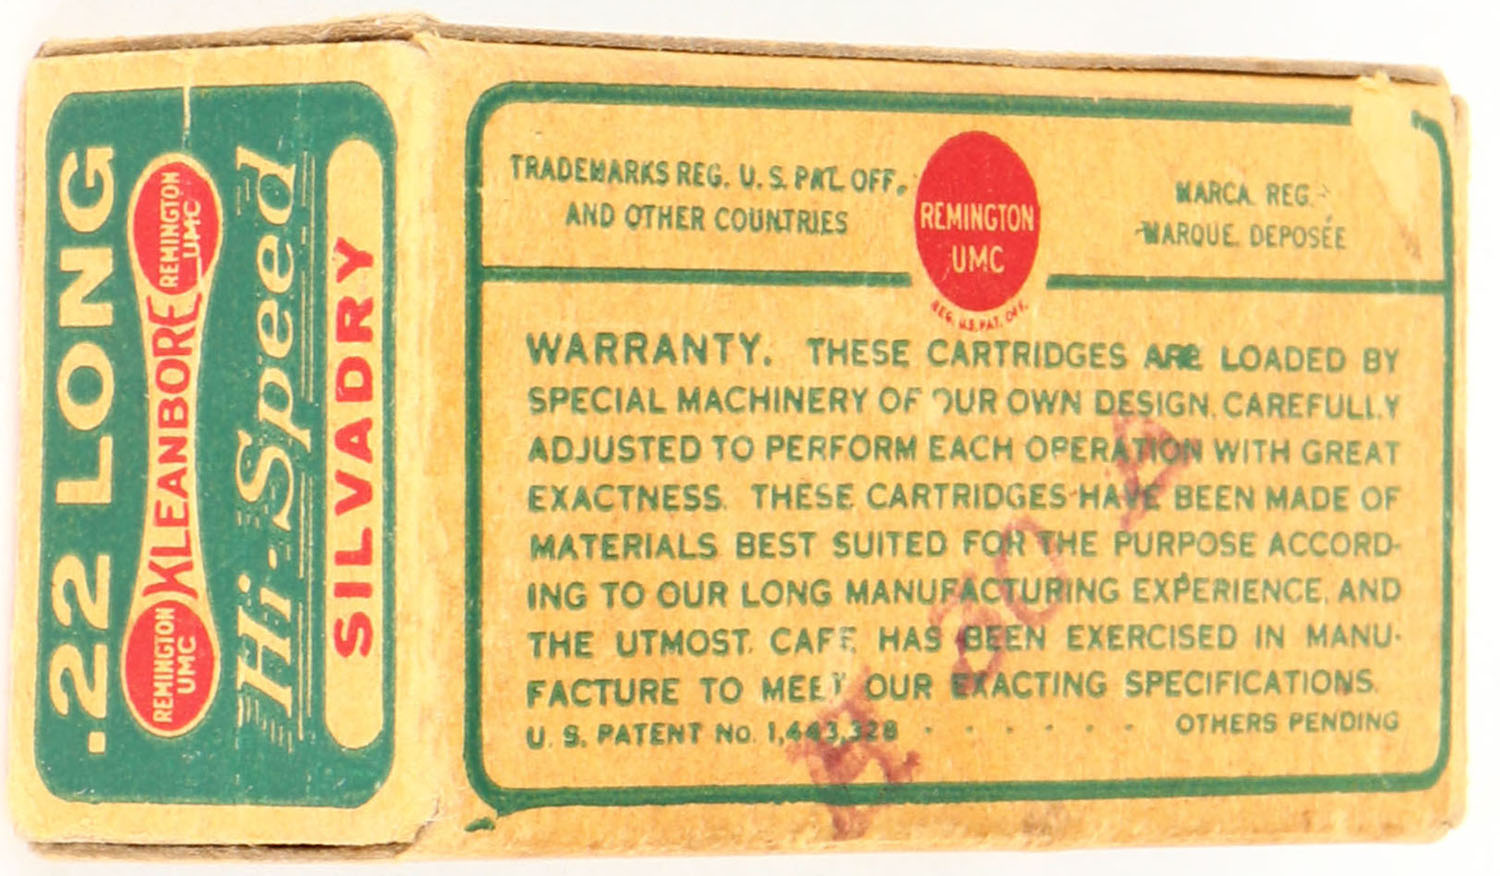 .22 LONG
REMINGTON
UMC
KLEANBORE
REMINGTON
UMC
Hi-Speed
SILVADRY
TRADEMARKS REG. U.S. PAT. OFF.
AND OTHER COUNTRIES
REMINGTON
UMC
REG. U.S. PAT. OFF.
MARCA REG.
MARQUE DEPOSÉE
WARRANTY. THESE CARTRIDGES ARE LOADED BY
SPECIAL MACHINERY OF OUR OWN DESIGN, CAREFULLY
ADJUSTED TO PERFORM EACH OPERATION WITH GREAT
EXACTNESS. THESE CARTRIDGES HAVE BEEN MADE OF
MATERIALS BEST SUITED FOR THE PURPOSE ACCORD-
ING TO OUR LONG MANUFACTURING EXPERIENCE, AND
THE UTMOST CARE HAS BEEN EXERCISED IN MANU-
FACTURE TO MEET OUR EXACTING SPECIFICATIONS.
U. S. PATENT No. 1,443,328 - - - - - - OTHERS PENDING